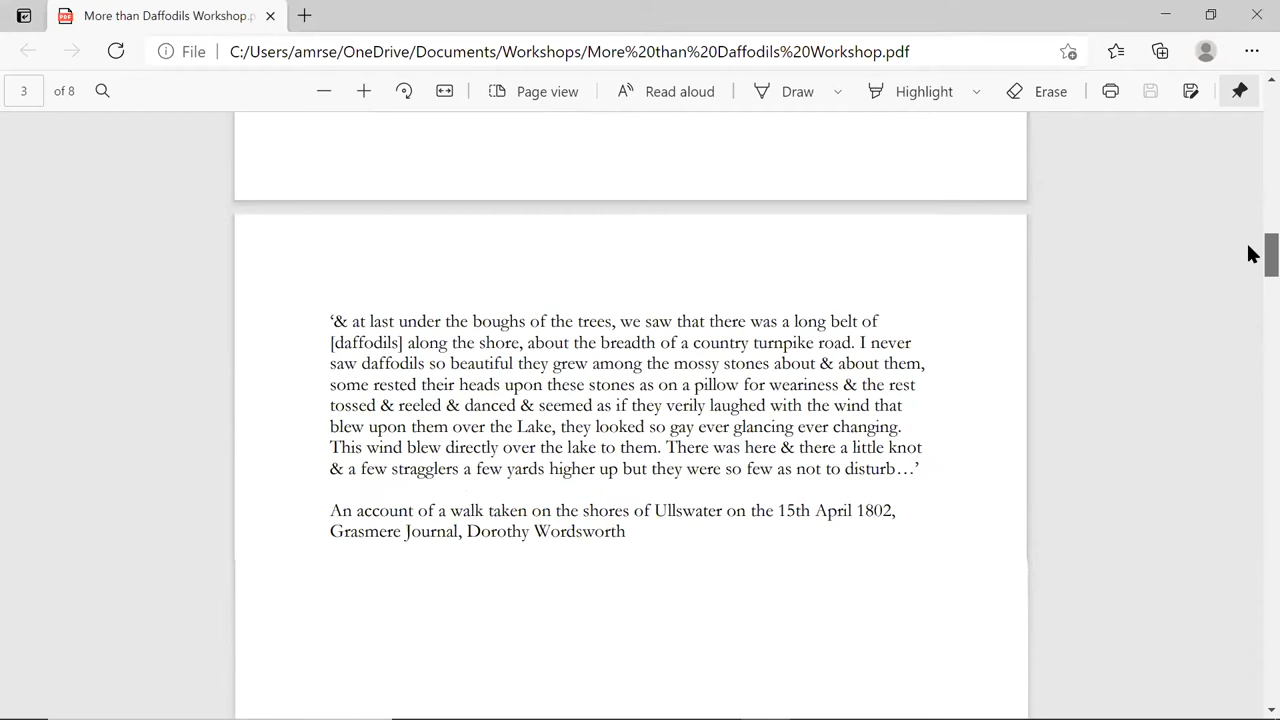 More than Daffodils Workshop.p
File
C:/Users/amrse/OneDrive/Documents/Workshops/More%20than%20Daffodils%20Workshop.pdf
3 of 8
Page view
Read aloud
Draw
Highlight
Erase
‘& at last under the boughs of the trees, we saw that there was a long belt of
[daffodils] along the shore, about the breadth of a country turnpike road. I never
saw daffodils so beautiful they grew among the mossy stones about & about them,
some rested their heads upon these stones as on a pillow for weariness & the rest
tossed & reeled & danced & seemed as if they verily laughed with the wind that
blew upon them over the Lake, they looked so gay ever glancing ever changing.
This wind blew directly over the lake to them. There was here & there a little knot
& a few stragglers a few yards higher up but they were so few as not to disturb…’
An account of a walk taken on the shores of Ullswater on the 15th April 1802,
Grasmere Journal, Dorothy Wordsworth